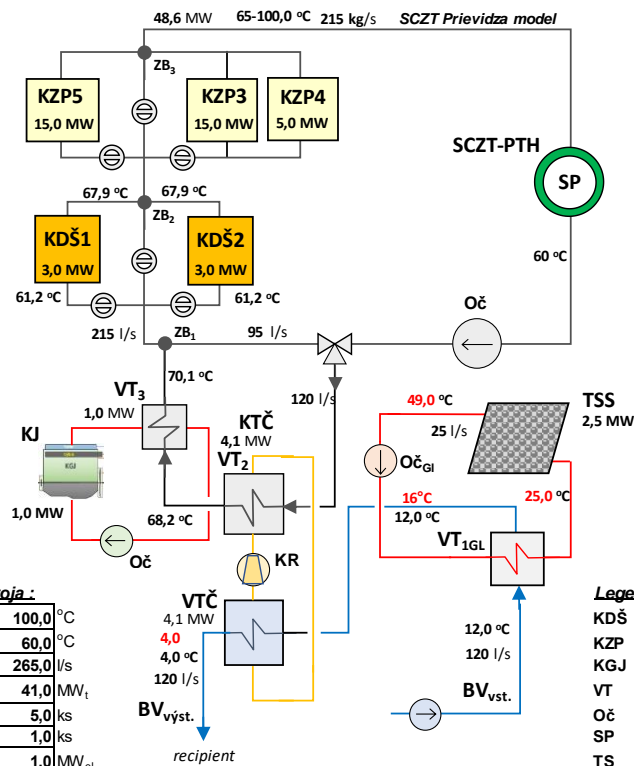 48,6 MW 65-100,0 °C 215 kg/s SCZT Prievidza model
ZB3
KZP5
15,0 MW
KZP3
15,0 MW
KZP4
5,0 MW
SCZT-PTH
SP
67,9 °C 67,9 °C
ZB2
KDŠ1
3,0 MW
KDŠ2
3,0 MW
60 °C
61,2 °C 61,2 °C
Oč
215 l/s ZB1 95 l/s
70,1 °C
120 l/s
VT3
1,0 MW
KJ
KGJ
1,0 MW
Oč
68,2 °C
KTČ
4,1 MW
VT2
49,0 °C
25 l/s
TSS
2,5 MW
OčGl
16°C
12,0 °C
25,0 °C
VT1GL
KR
VTČ
4,1 MW
4,0
4,0 °C
120 l/s
BVvýst.
recipient
12,0 °C
120 l/s
BVvst.
roja :
100,0 °C
60,0 °C
265,0 l/s
41,0 MWt
5,0 ks
1,0 ks
1,0 MWel
Lege
KDŠ
KZP
KGJ
VT
Oč
SP
TS